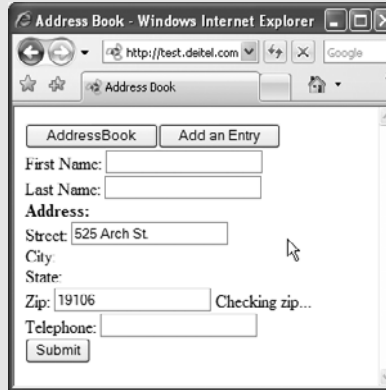 Address Book - Windows Internet Explorer
http://test.deitel.com
Google
Address Book
AddressBook Add an Entry
First Name:
Last Name:
Address:
Street: 525 Arch St.
City:
State:
Zip: 19106 Checking zip...
Telephone:
Submit